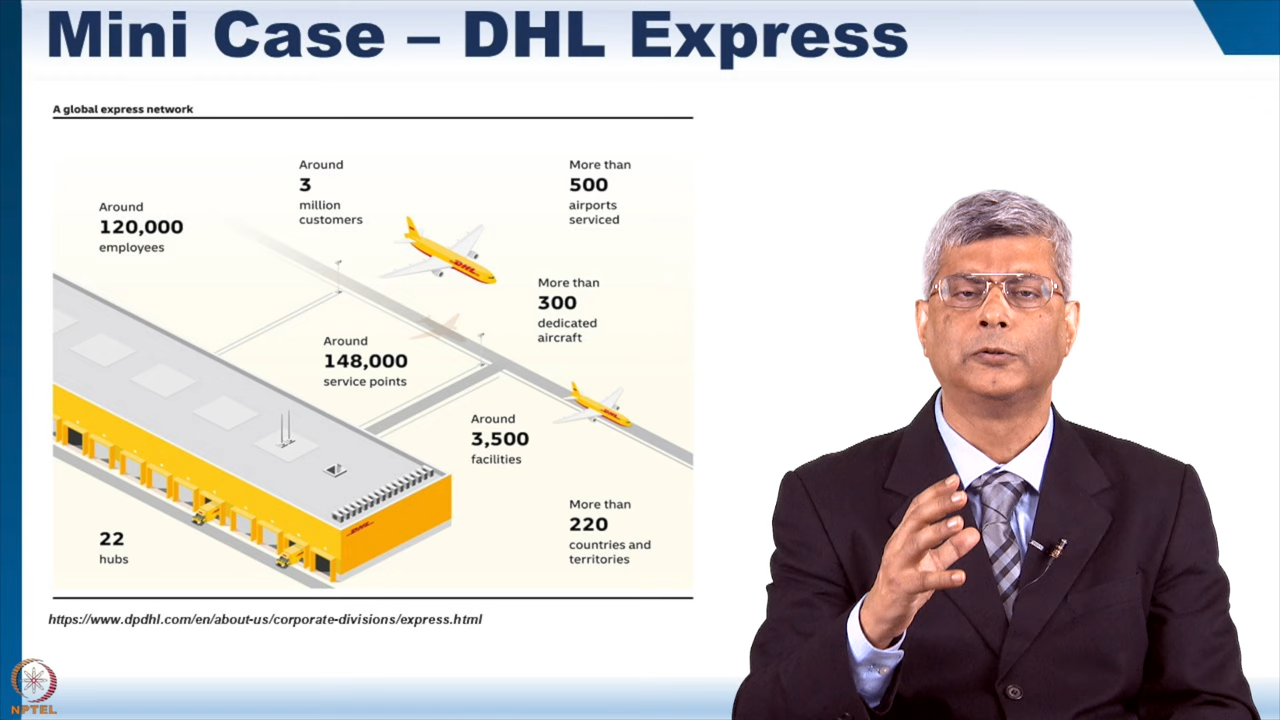 Mini Case – DHL Express
A global express network
Around
120,000
employees
Around
3
million
customers
More than
500
airports
serviced
More than
300
dedicated
aircraft
Around
148,000
service points
Around
3,500
facilities
22
hubs
More than
220
countries and
territories
DHL
DHL
https://www.dpdhl.com/en/about-us/corporate-divisions/express.html
NPTEL